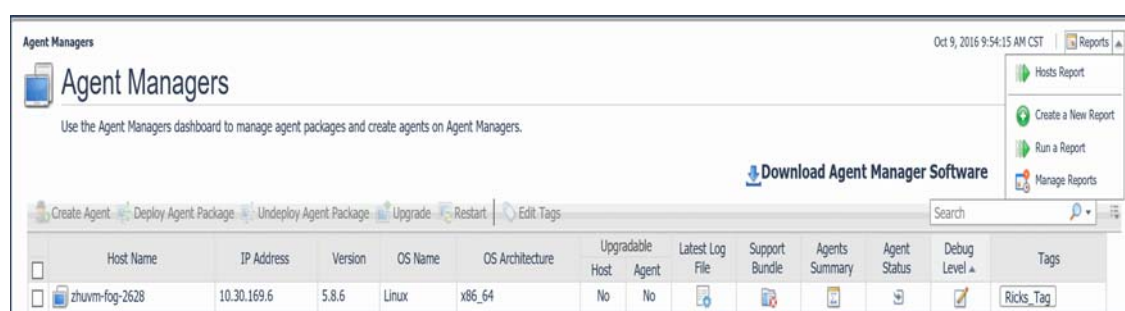 Agent Managers
Oct 9, 2016 9:54:15 AM CST | Reports
Agent Managers
Hosts Report
Create a New Report
Run a Report
Manage Reports
Use the Agent Managers dashboard to manage agent packages and create agents on Agent Managers.
Download Agent Manager Software
Create Agent Deploy Agent Package Undeploy Agent Package Upgrade Restart | Edit Tags
Search
Host Name IP Address Version OS Name OS Architecture Upgradable Host Agent Latest Log File Support Bundle Agents Summary Agent Status Debug Level Tags
zhuvm-fog-2628 10.30.169.6 5.8.6 Linux x86_64 No No Ricks_Tag